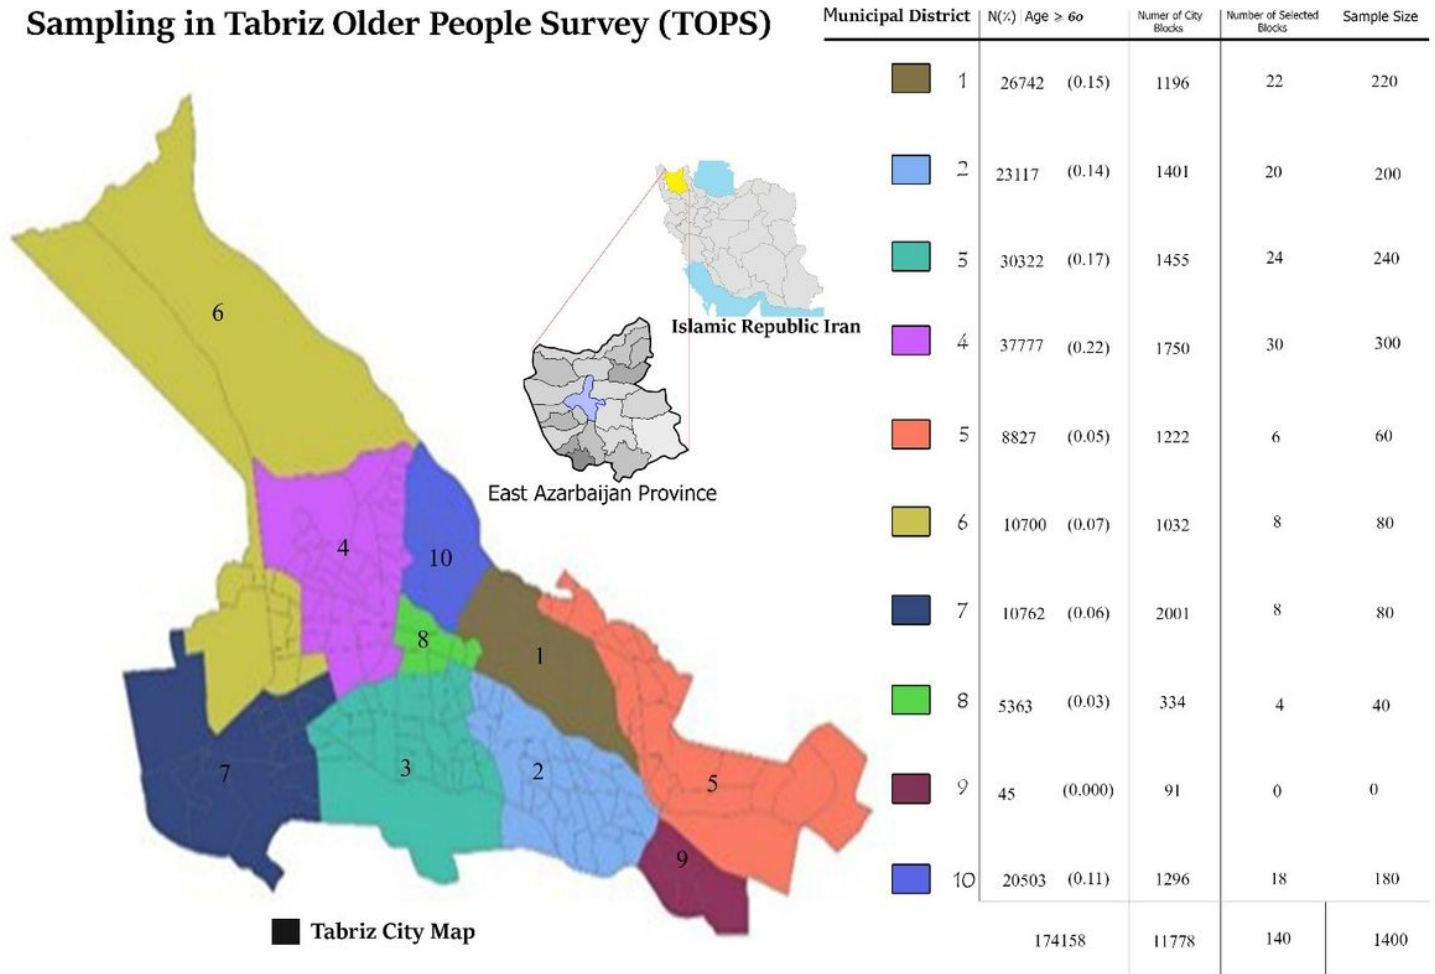 Sampling in Tabriz Older People Survey (TOPS)
Municipal District N(%) Age ⩾ 60 Numer of City Blocks Number of Selected Blocks Sample Size
1 26742 (0.15) 1196 22 220
2 23117 (0.14) 1401 20 200
3 30322 (0.17) 1455 24 240
4 37777 (0.22) 1750 30 300
5 8827 (0.05) 1222 6 60
6 10700 (0.07) 1032 8 80
7 10762 (0.06) 2001 8 80
8 5363 (0.03) 334 4 40
9 45 (0.000) 91 0 0
10 20503 (0.11) 1296 18 180
174158 11778 140 1400
Islamic Republic Iran
East Azarbaijan Province
6
4
10
8
1
7
3
2
5
9
Tabriz City Map